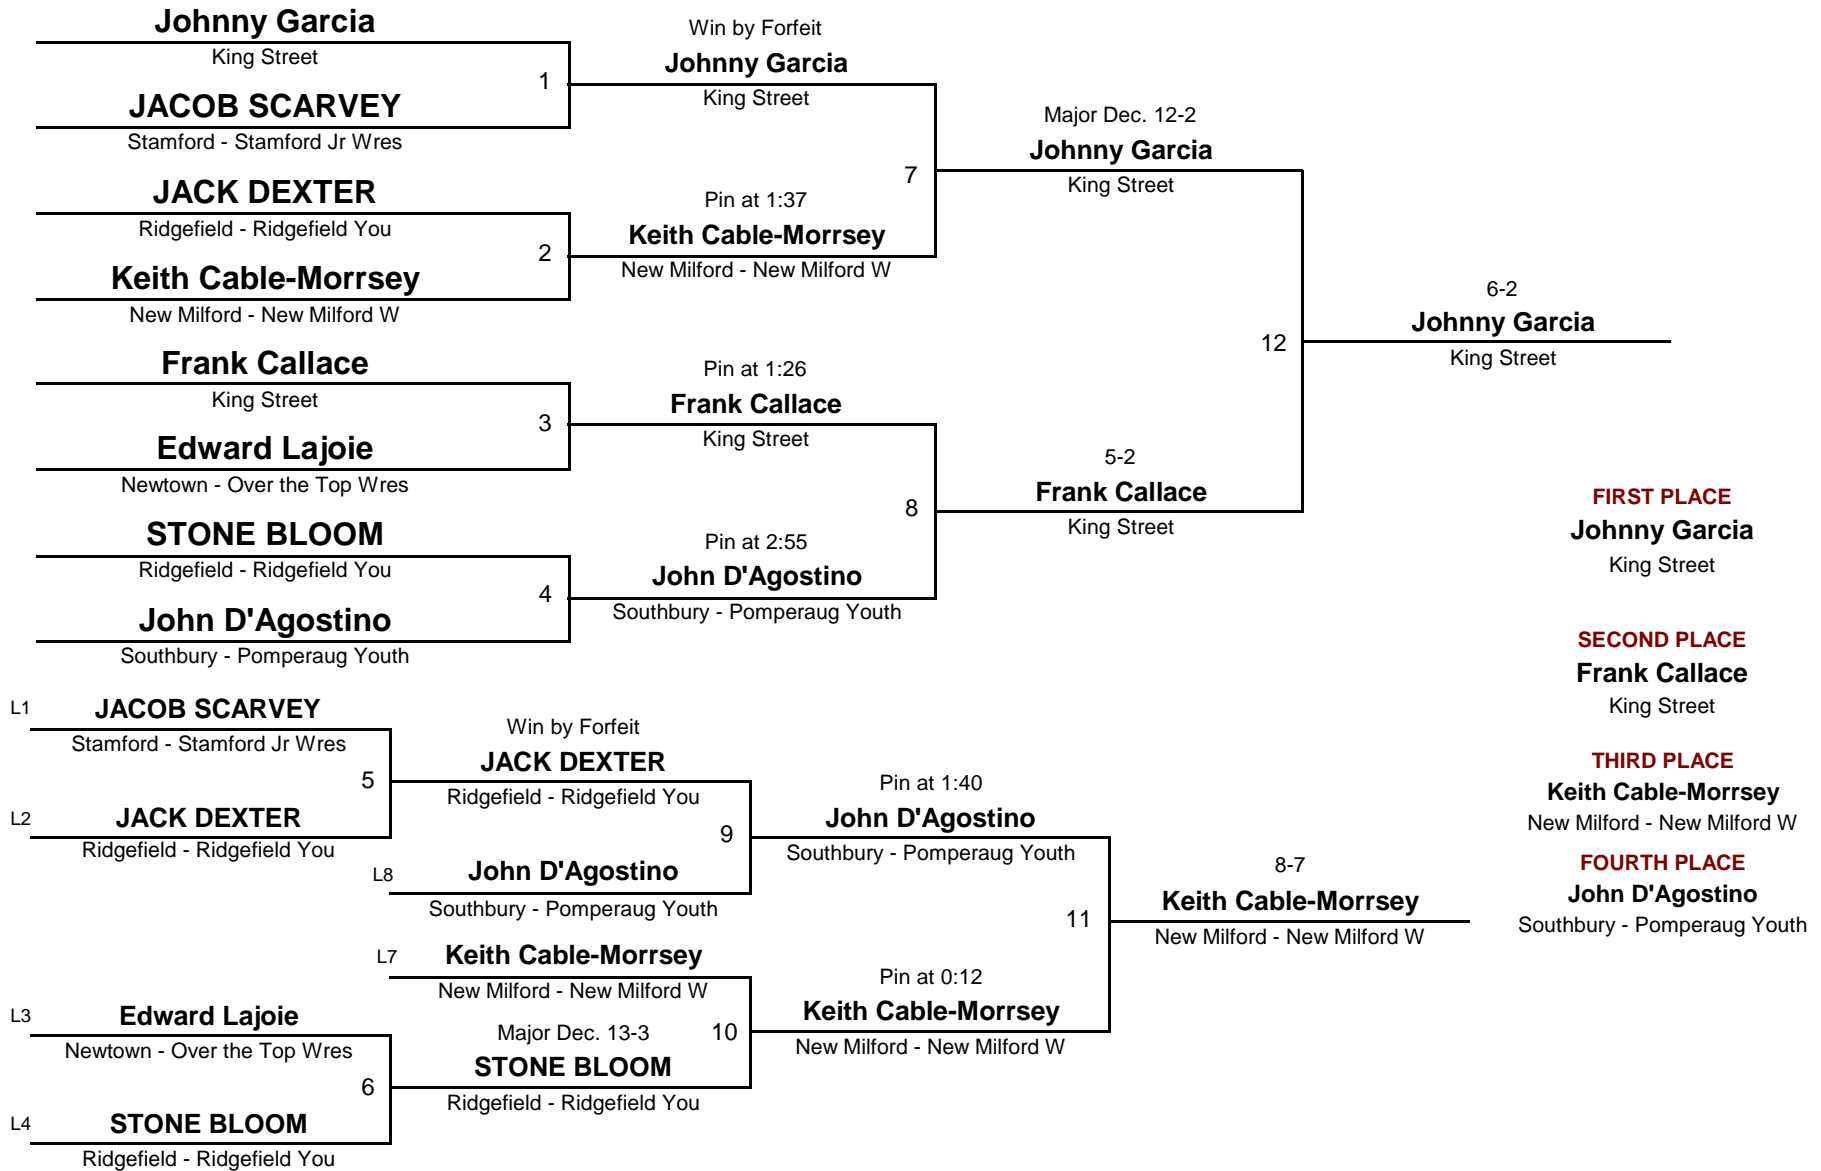 Johnny Garcia
King Street
1
JACOB SCARVEY
Stamford - Stamford Jr Wres
JACK DEXTER
Ridgefield - Ridgefield You
2
Keith Cable-Morrsey
New Milford - New Milford W
Frank Callace
King Street
3
Edward Lajoie
Newtown - Over the Top Wres
STONE BLOOM
Ridgefield - Ridgefield You
4
John D'Agostino
Southbury - Pomperaug Youth
Win by Forfeit
Johnny Garcia
King Street
7
Pin at 1:37
Keith Cable-Morrsey
New Milford - New Milford W
Pin at 1:26
Frank Callace
King Street
8
Pin at 2:55
John D'Agostino
Southbury - Pomperaug Youth
Major Dec. 12-2
Johnny Garcia
King Street
12
5-2
Frank Callace
King Street
6-2
Johnny Garcia
King Street
FIRST PLACE
Johnny Garcia
King Street
SECOND PLACE
Frank Callace
King Street
THIRD PLACE
Keith Cable-Morrsey
New Milford - New Milford W
FOURTH PLACE
John D'Agostino
Southbury - Pomperaug Youth
L1 JACOB SCARVEY
Stamford - Stamford Jr Wres
5
L2 JACK DEXTER
Ridgefield - Ridgefield You
Win by Forfeit
JACK DEXTER
Ridgefield - Ridgefield You
9
L8 John D'Agostino
Southbury - Pomperaug Youth
L7 Keith Cable-Morrsey
New Milford - New Milford W
10
L3 Edward Lajoie
Newtown - Over the Top Wres
6
L4 STONE BLOOM
Ridgefield - Ridgefield You
Major Dec. 13-3
STONE BLOOM
Ridgefield - Ridgefield You
Pin at 1:40
John D'Agostino
Southbury - Pomperaug Youth
11
Pin at 0:12
Keith Cable-Morrsey
New Milford - New Milford W
8-7
Keith Cable-Morrsey
New Milford - New Milford W